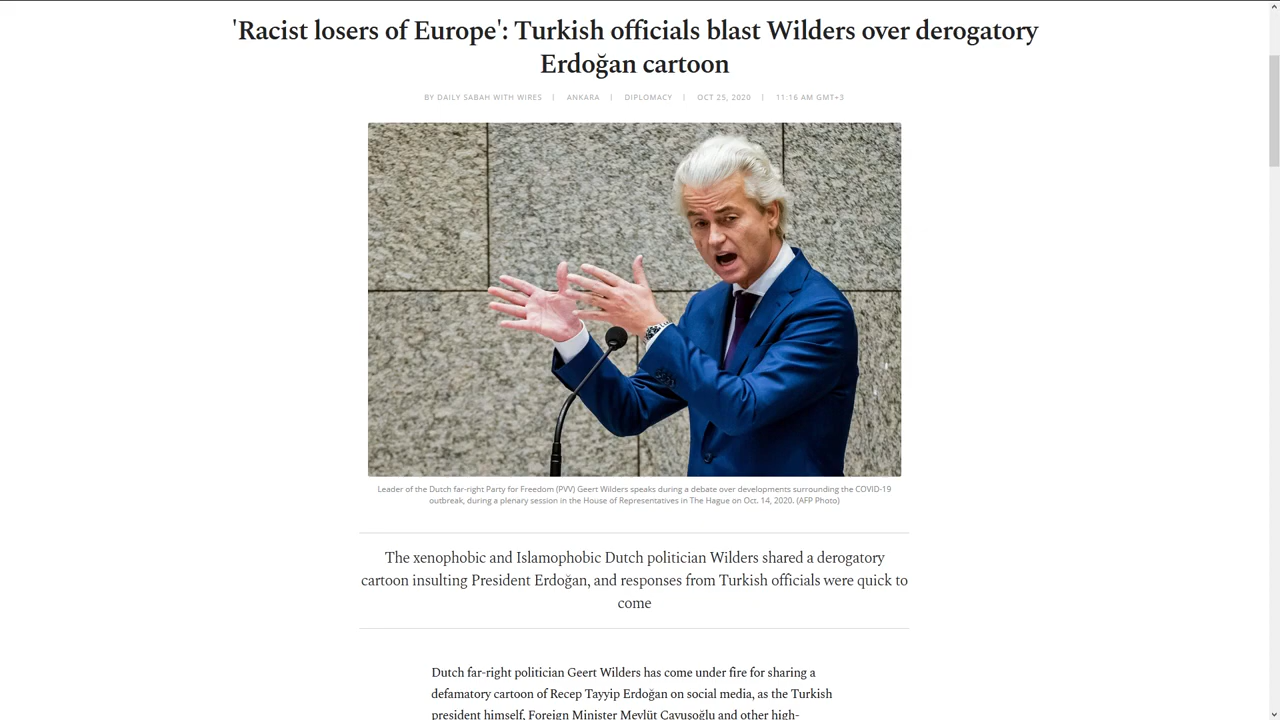 'Racist losers of Europe': Turkish officials blast Wilders over derogatory
Erdoğan cartoon
BY DAILY SABAH WITH WIRES | ANKARA | DIPLOMACY | OCT 25, 2020 | 11:16 AM GMT+3
Leader of the Dutch far-right Party for Freedom (PVV) Geert Wilders speaks during a debate over developments surrounding the COVID-19
outbreak, during a plenary session in the House of Representatives in The Hague on Oct. 14, 2020. (AFP Photo)
The xenophobic and Islamophobic Dutch politician Wilders shared a derogatory
cartoon insulting President Erdoğan, and responses from Turkish officials were quick to
come
Dutch far-right politician Geert Wilders has come under fire for sharing a
defamatory cartoon of Recep Tayyip Erdoğan on social media, as the Turkish
president himself, Foreign Minister Mevlüt Çavuşoğlu and other high-